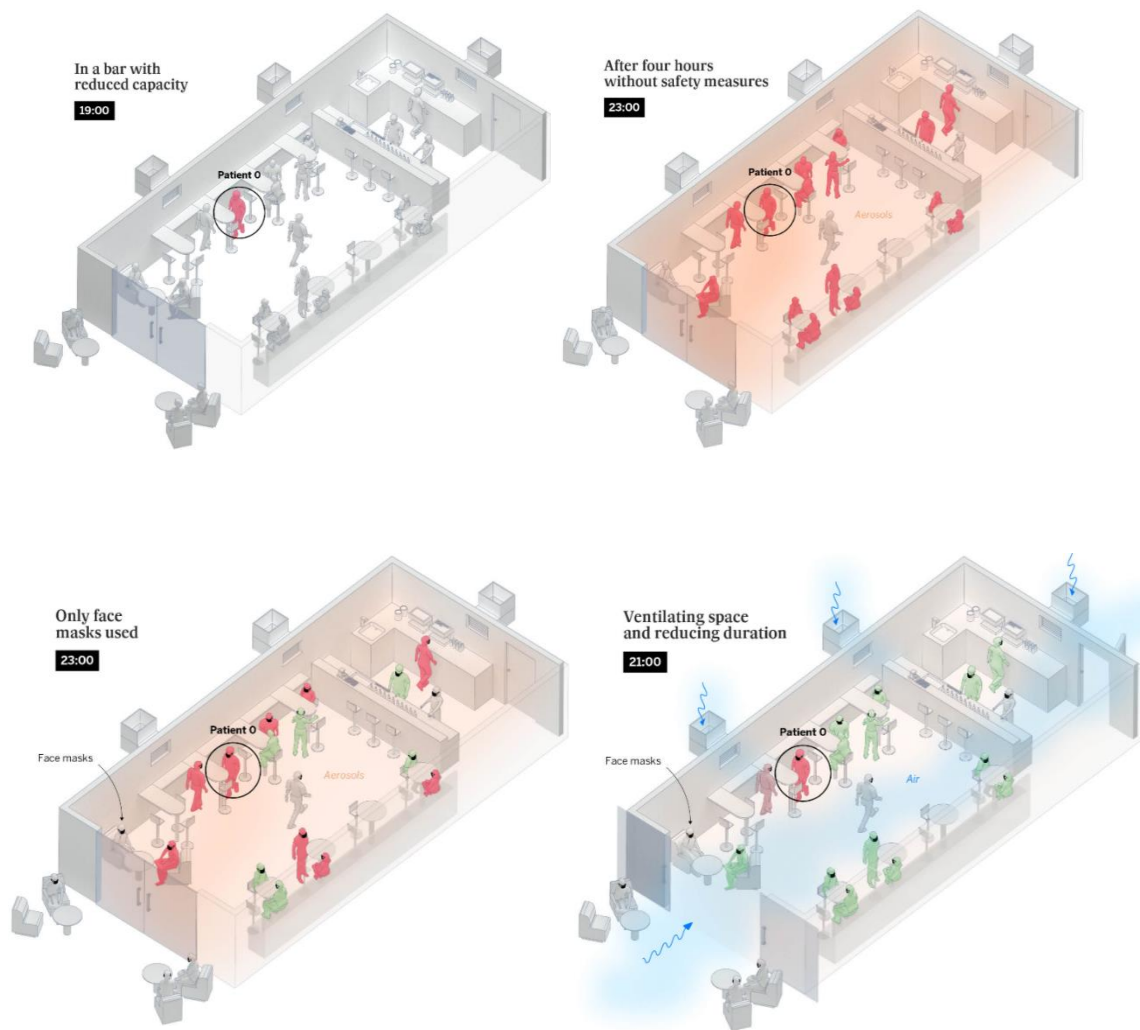 In a bar with
reduced capacity
19:00
Patient 0
After four hours
without safety measures
23:00
Patient 0
Aerosols
Only face
masks used
23:00
Patient 0
Face masks
Aerosols
Ventilating space
and reducing duration
21:00
Patient 0
Face masks
Air